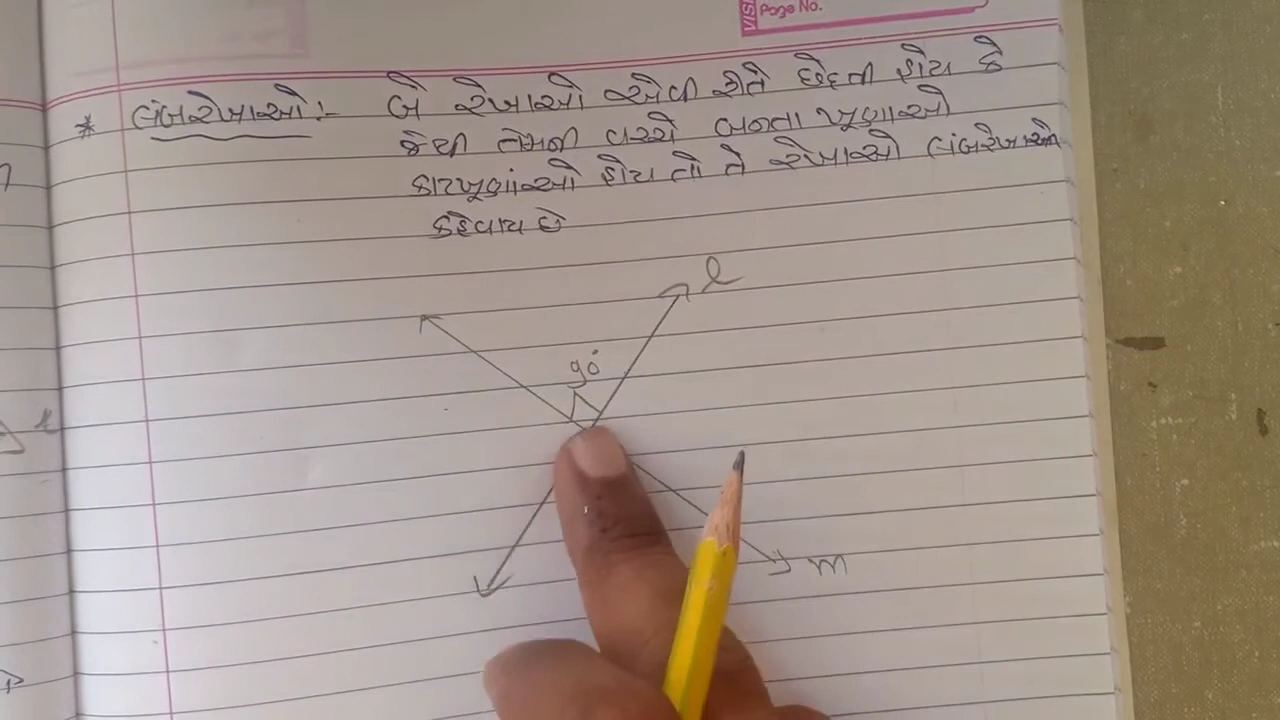 Page No.
* લંબરેખાઓ:- બે રેખાઓ એવી રીતે છેદતી હોય કે
જેથી તેમની વચ્ચે બનતા ખૂણાઓ
કાટખૂણાંઓ હોય તો તે રેખાઓ લંબરેખાઓ
કહેવાય છે
l
90°
m